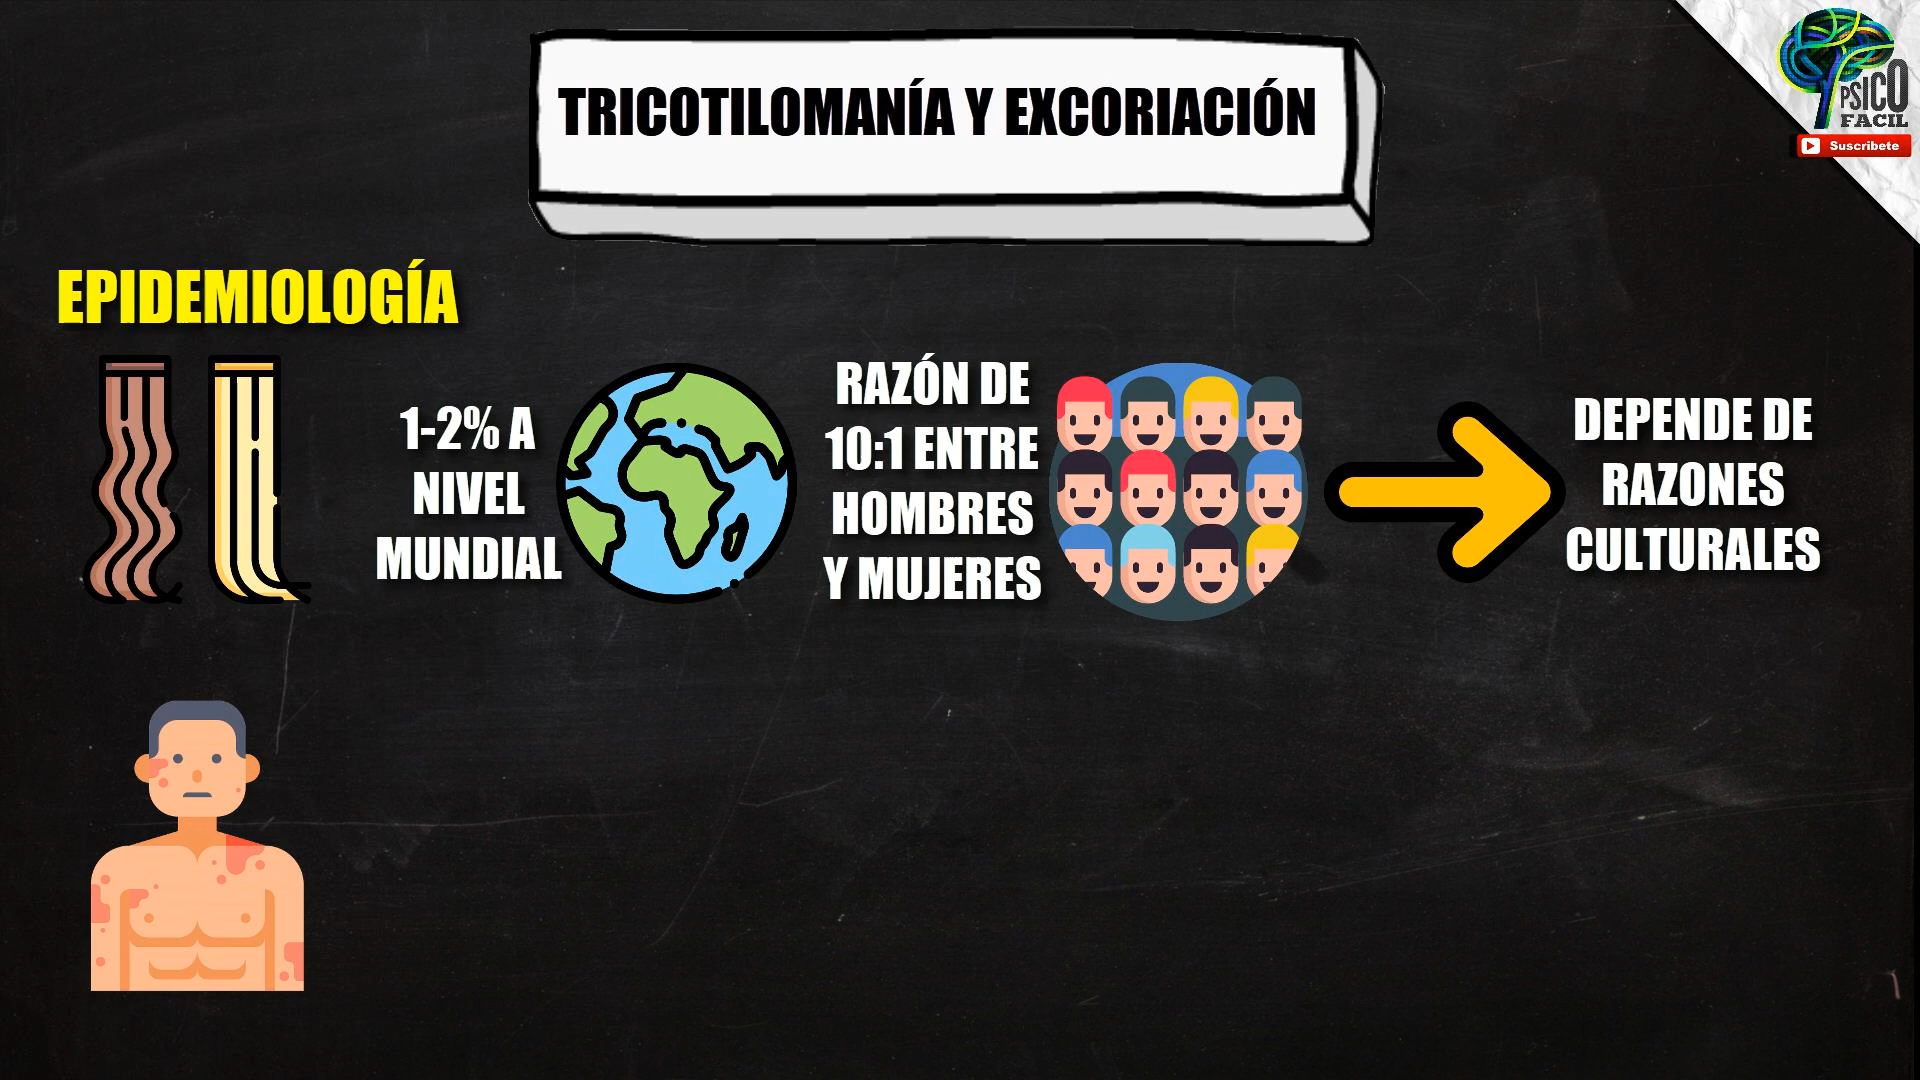 TRICOTILOMANÍA Y EXCORIACIÓN
PSICO
FACIL
Suscribete
EPIDEMIOLOGÍA
1-2% A
NIVEL
MUNDIAL
RAZÓN DE
10:1 ENTRE
HOMBRES
Y MUJERES
DEPENDE DE
RAZONES
CULTURALES